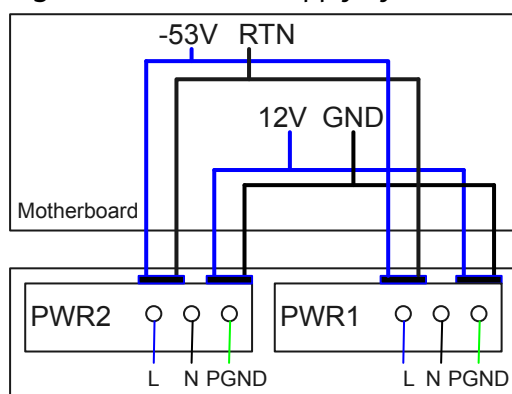 -53V RTN
12V GND
Motherboard
PWR2 PWR1
L N PGND L N PGND